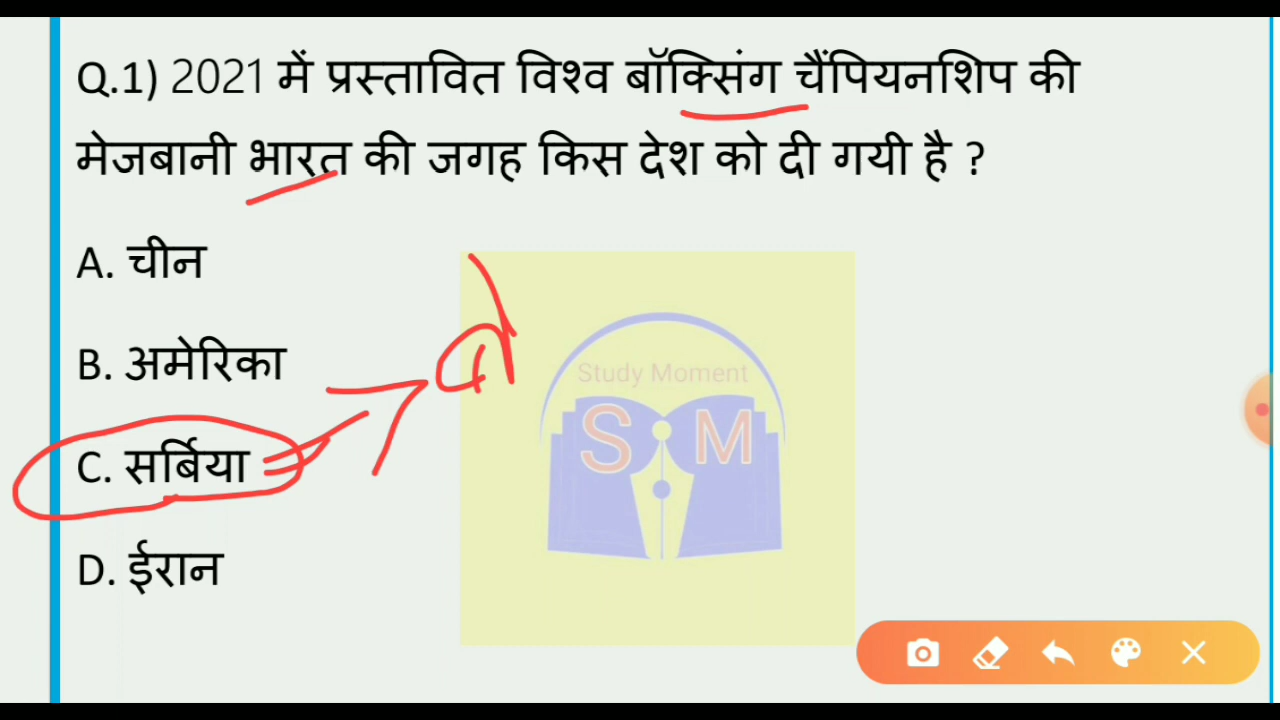 Q.1) 2021 में प्रस्तावित विश्व बॉक्सिंग चैंपियनशिप की
मेजबानी भारत की जगह किस देश को दी गयी है ?
A. चीन
B. अमेरिका
C. सर्बिया
D. ईरान
Study Moment
S M